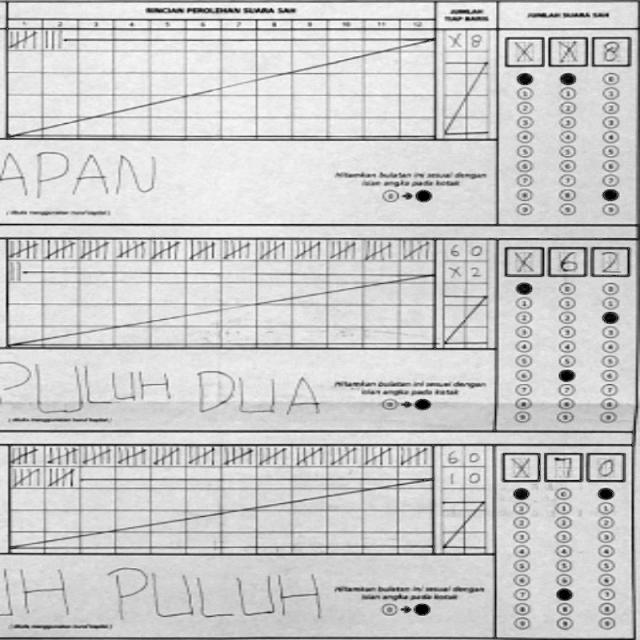 RINCIAN PEROLEHAN SUARA SAH
JUMLAH TIAP BARIS
JUMLAH SUARA SAH
1 2 3 4 5 6 7 8 9 10 11 12
X 8
X X 8
APAN
Hitamkan bulatan ini sesuai dengan
isian angka pada kotak
(ditulis menggunakan huruf kapital)
6 0
X 2
X 6 2
PULUH DUA
Hitamkan bulatan ini sesuai dengan
isian angka pada kotak
(ditulis menggunakan huruf kapital)
6 0
1 0
X 7 0
UH PULUH
Hitamkan bulatan ini sesuai dengan
isian angka pada kotak
(ditulis menggunakan huruf kapital)